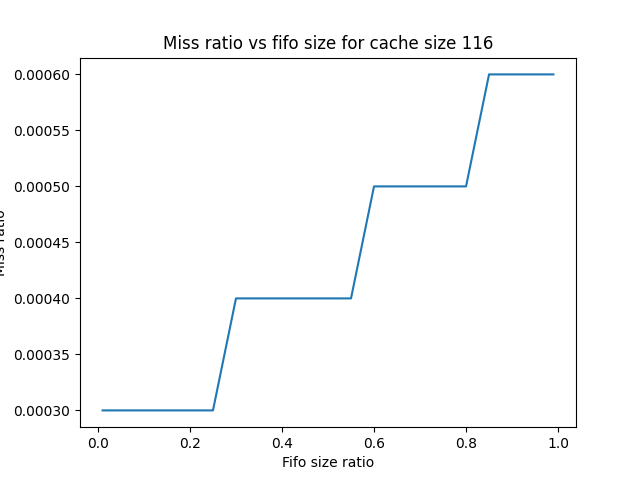 Miss ratio vs fifo size for cache size 116
0.00060
0.00055
0.00050
0.00045
0.00040
0.00035
0.00030
Miss ratio
0.0 0.2 0.4 0.6 0.8 1.0
Fifo size ratio